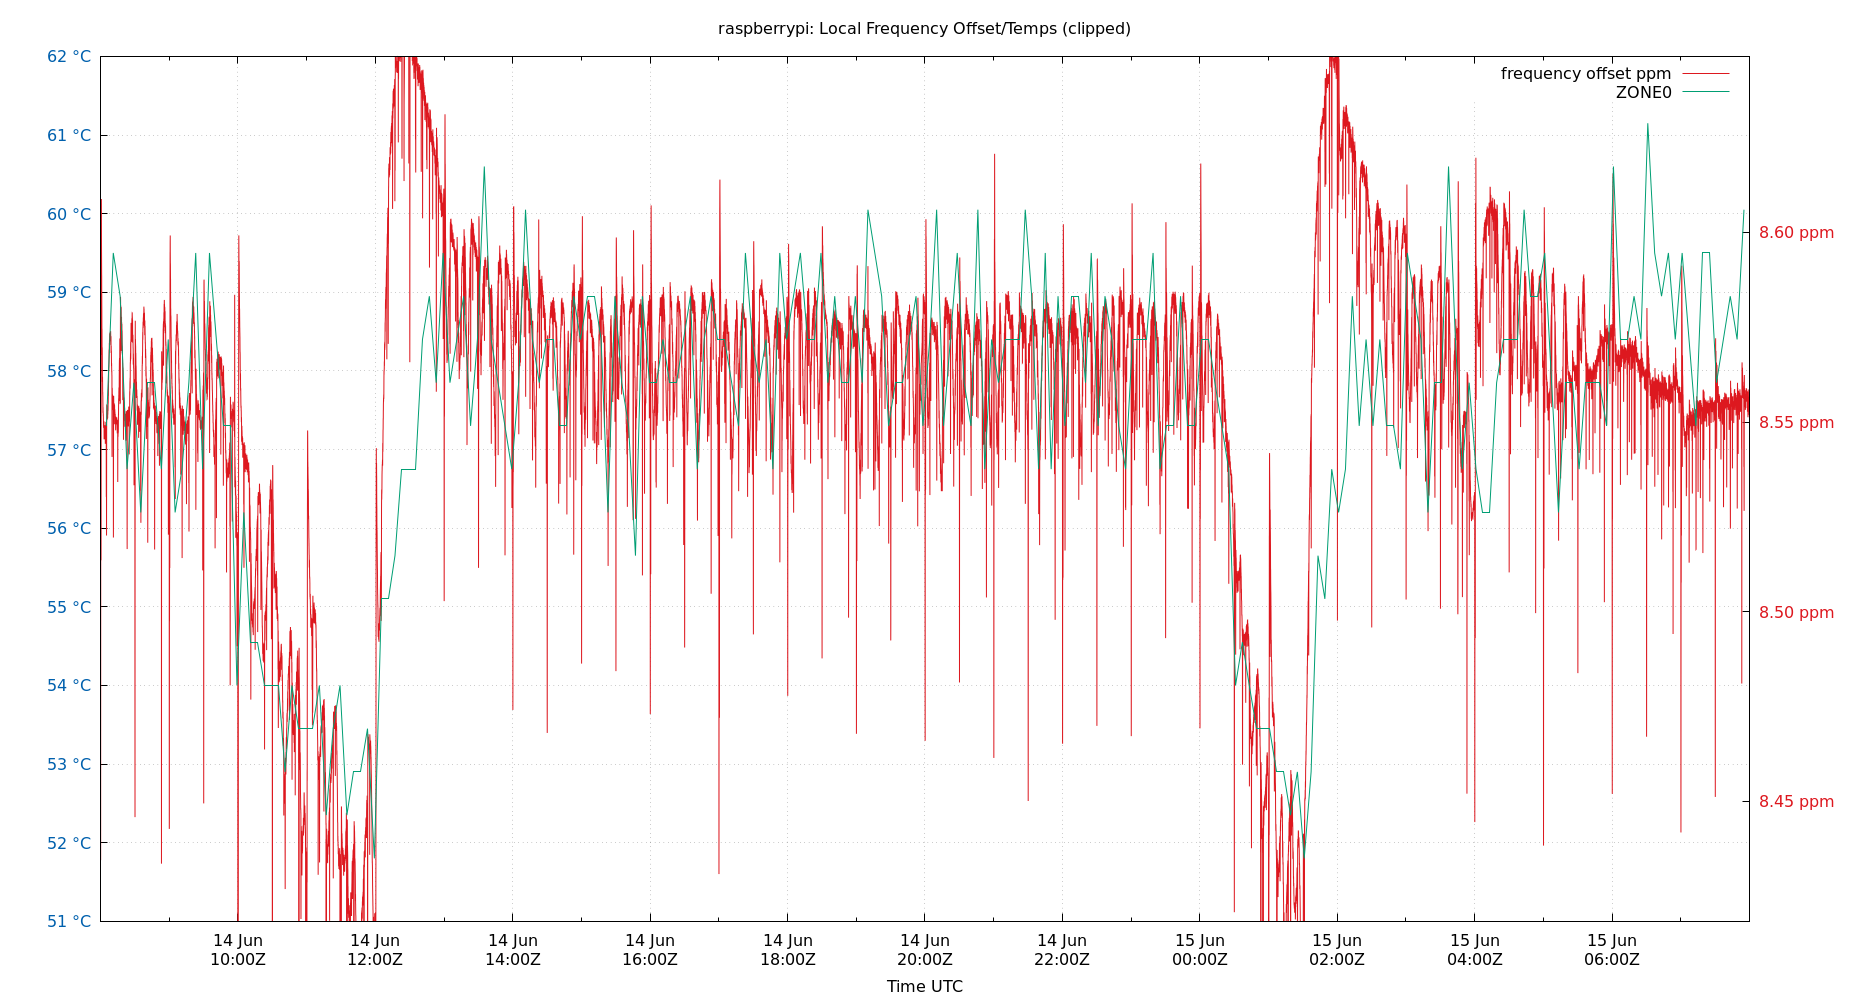 raspberrypi: Local Frequency Offset/Temps (clipped)
frequency offset ppm
ZONE0
62 °C
61 °C
60 °C
59 °C
58 °C
57 °C
56 °C
55 °C
54 °C
53 °C
52 °C
51 °C
8.60 ppm
8.55 ppm
8.50 ppm
8.45 ppm
14 Jun 14 Jun 14 Jun 14 Jun 14 Jun 14 Jun 14 Jun 15 Jun 15 Jun 15 Jun 15 Jun
10:00Z 12:00Z 14:00Z 16:00Z 18:00Z 20:00Z 22:00Z 00:00Z 02:00Z 04:00Z 06:00Z
Time UTC